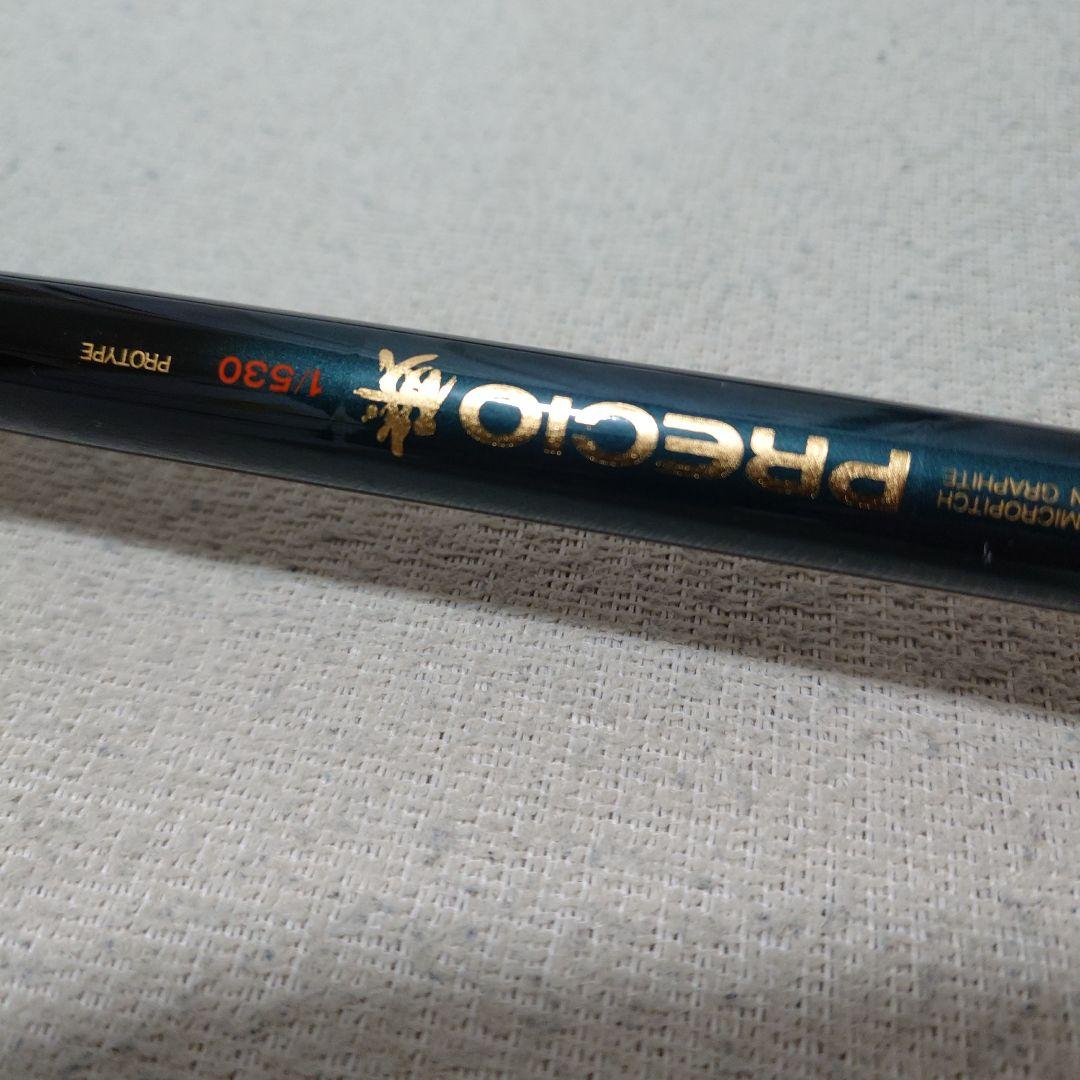 MICROPITCH
N GRAPHITE
PRECIO
1/530
PROTYPE